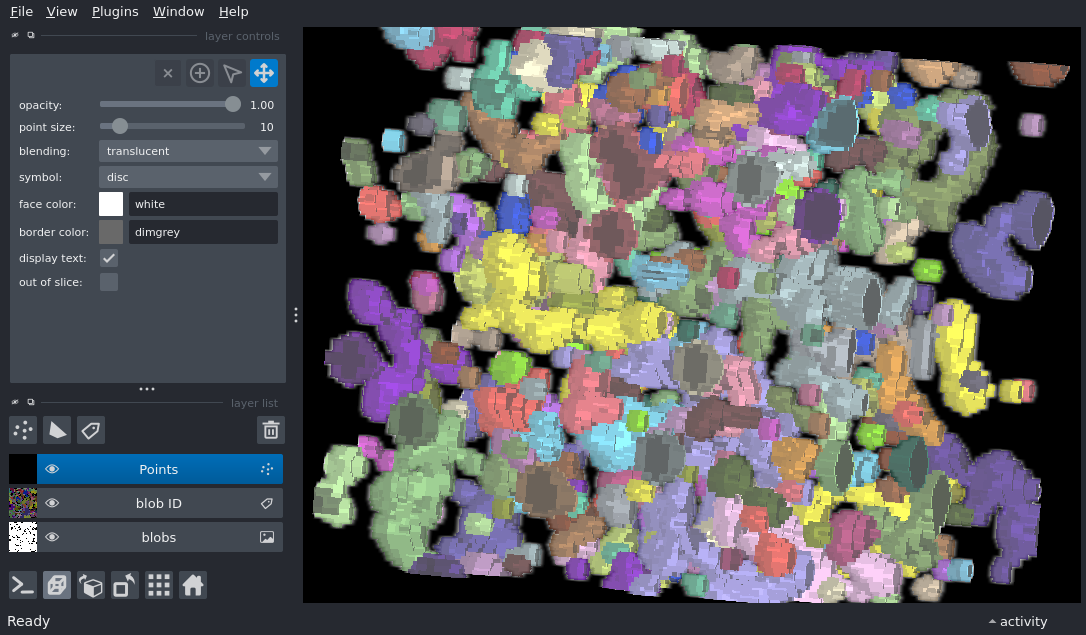 File View Plugins Window Help
layer controls
opacity: 1.00
point size: 10
blending: translucent
symbol: disc
face color: white
border color: dimgrey
display text:
out of slice:
layer list
Points
blob ID
blobs
Ready
activity